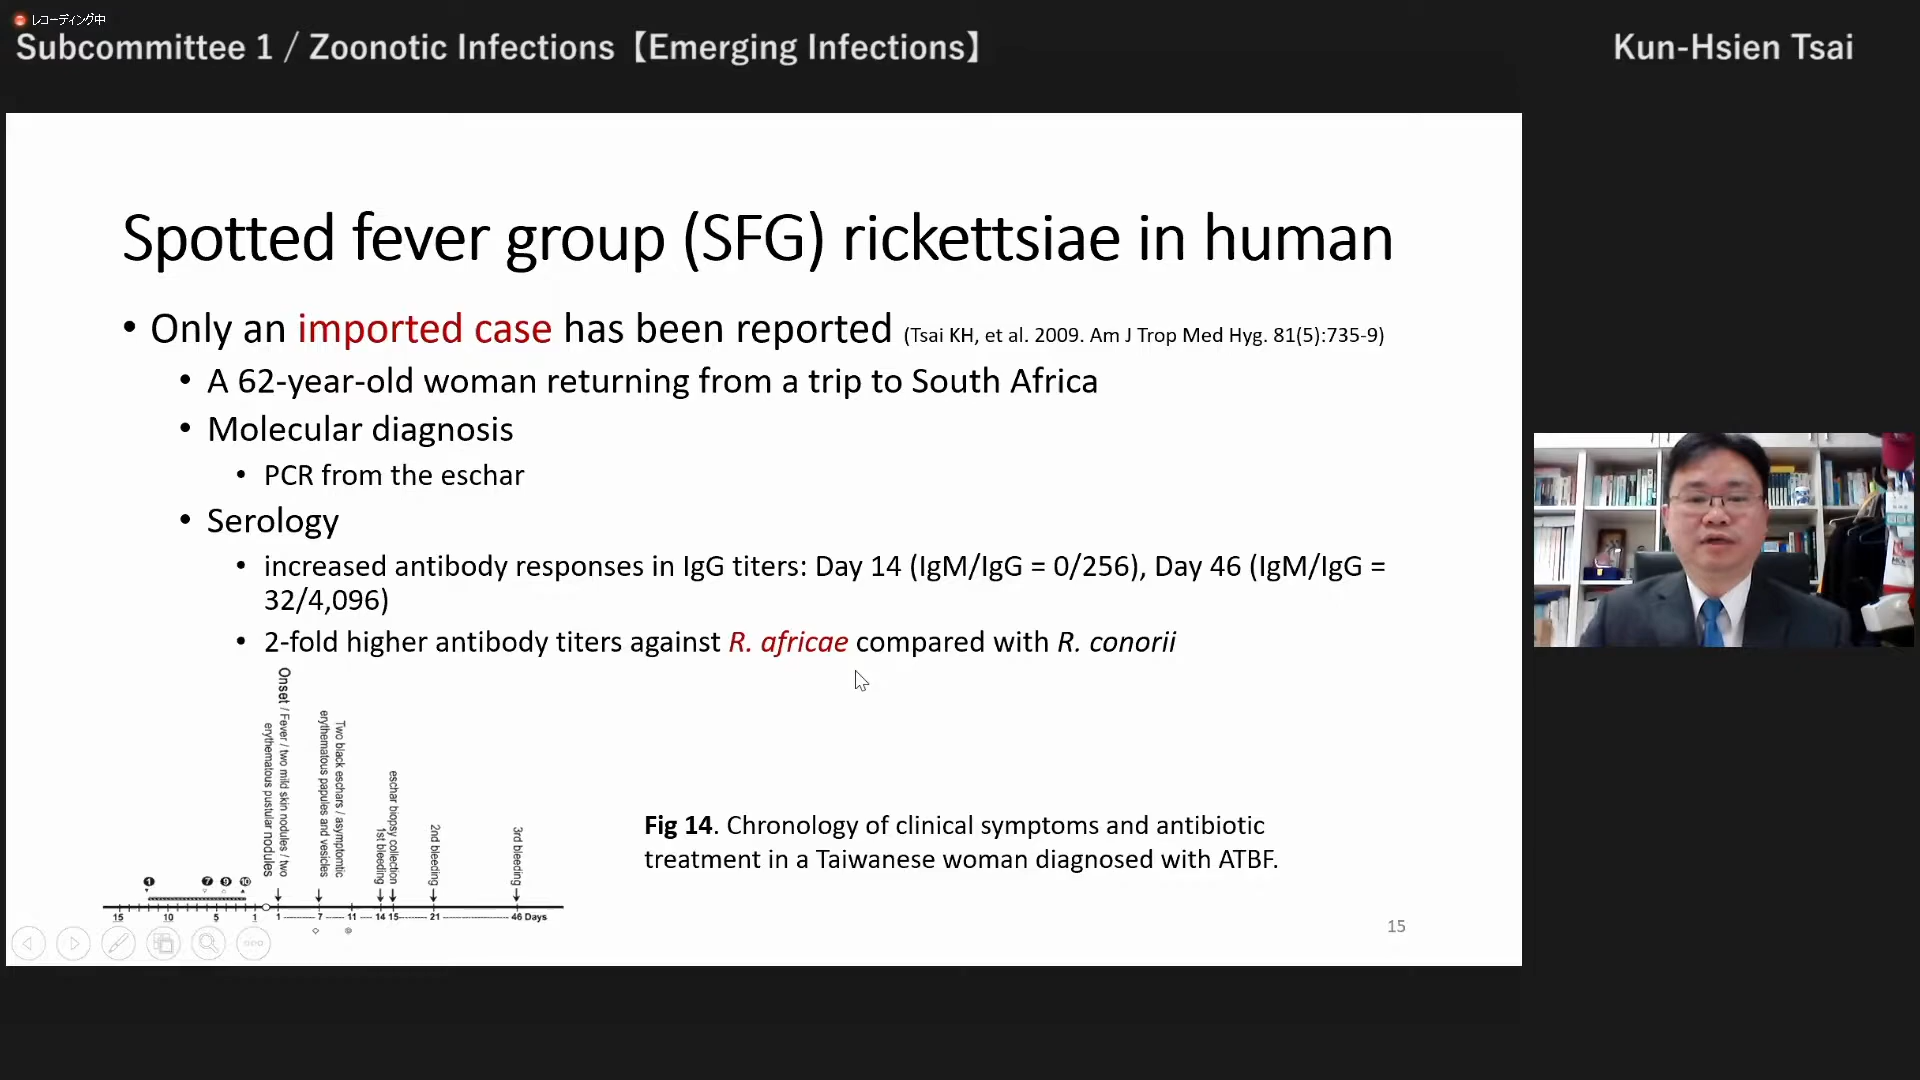 レコーディング中
Subcommittee 1 / Zoonotic Infections【Emerging Infections】
Kun-Hsien Tsai
Spotted fever group (SFG) rickettsiae in human
• Only an imported case has been reported (Tsai KH, et al. 2009. Am J Trop Med Hyg. 81(5):735-9)
• A 62-year-old woman returning from a trip to South Africa
• Molecular diagnosis
• PCR from the eschar
• Serology
• increased antibody responses in IgG titers: Day 14 (IgM/IgG = 0/256), Day 46 (IgM/IgG =
32/4,096)
• 2-fold higher antibody titers against R. africae compared with R. conorii
Onset / Fever / two mild skin nodules / two
erythematous pustular nodules
Two black eschars / asymptomtic
erythematous papules and vesicles
1st bleeding
eschar biopsy collection
2nd bleeding
3rd bleeding
1 7 9 10
15 10 5 1 1 7 11 14 15 21 46 Days
Fig 14. Chronology of clinical symptoms and antibiotic
treatment in a Taiwanese woman diagnosed with ATBF.
15